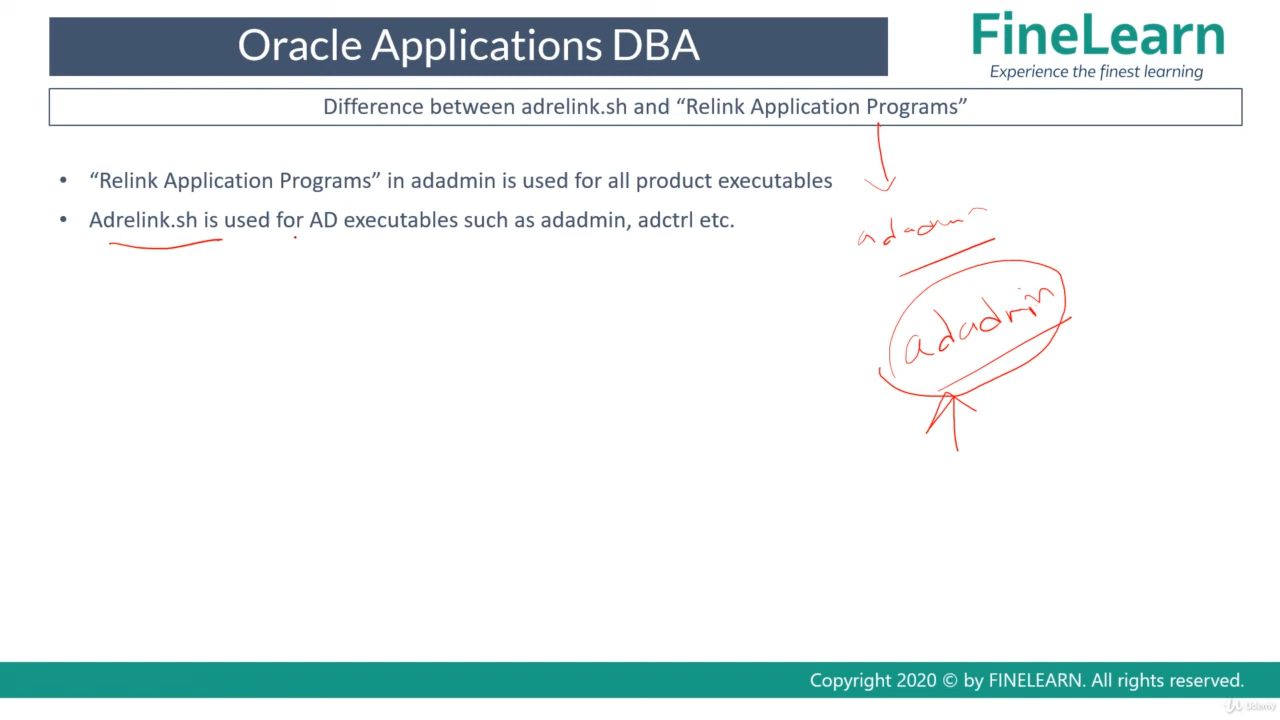 Oracle Applications DBA
FineLearn
Experience the finest learning
Difference between adrelink.sh and “Relink Application Programs”
• “Relink Application Programs” in adadmin is used for all product executables
• Adrelink.sh is used for AD executables such as adadmin, adctrl etc.
adadmin
Copyright 2020 © by FINELEARN. All rights reserved.
Udemy